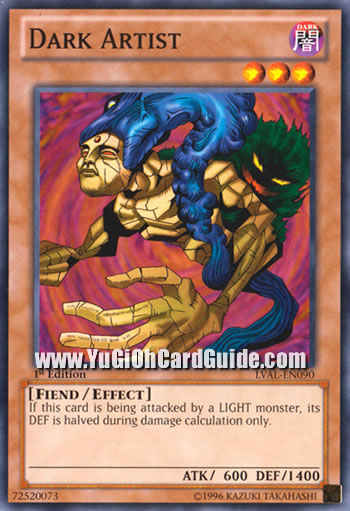 DARK ARTIST
DARK
闇
www.YuGiOhCardGuide.com
1st Edition
LVAL-EN090
[FIEND / EFFECT]
If this card is being attacked by a LIGHT monster, its
DEF is halved during damage calculation only.
ATK/ 600 DEF/1400
72520073
©1996 KAZUKI TAKAHASHI